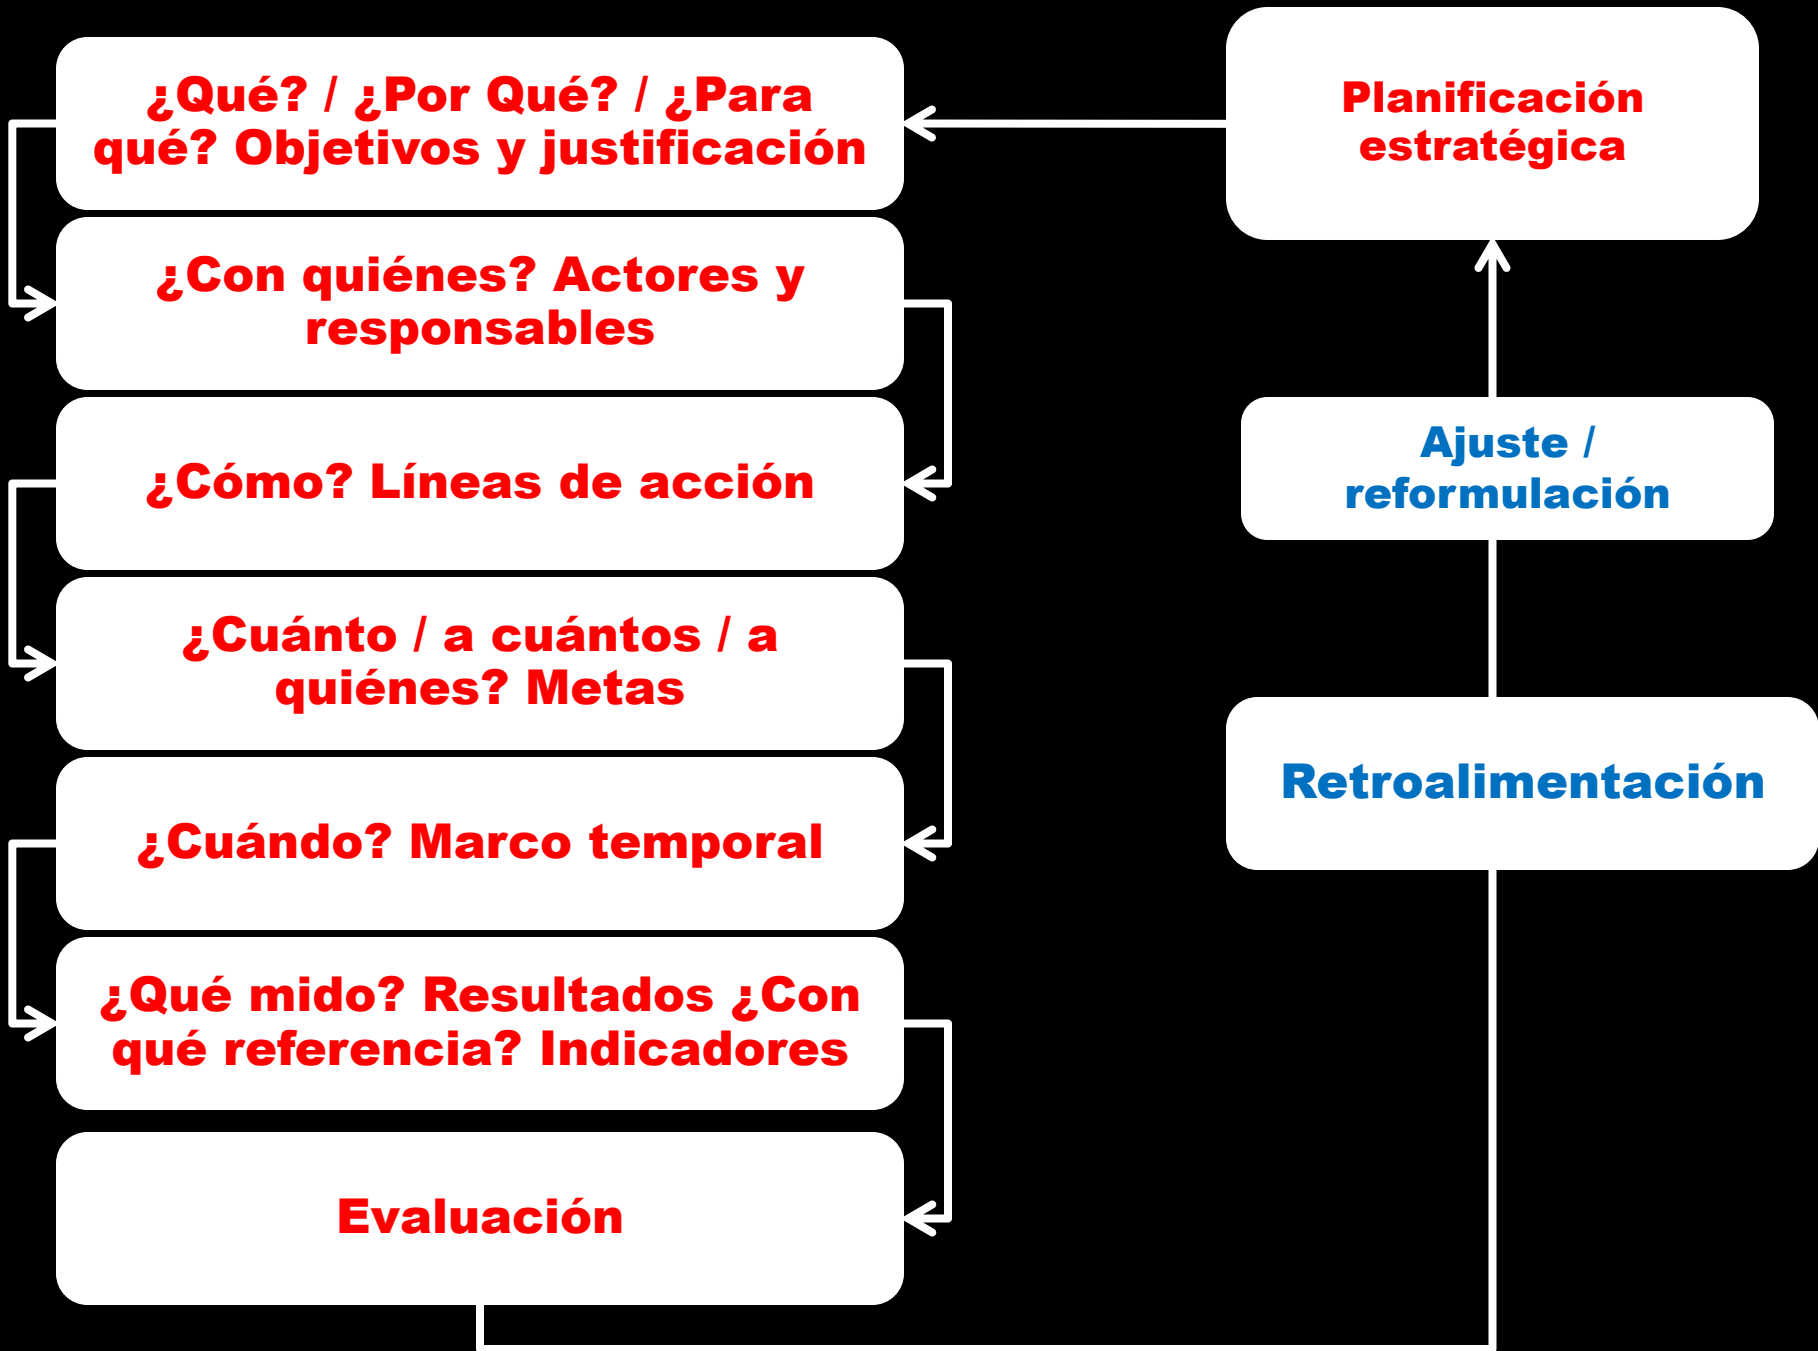 ¿Qué? / ¿Por Qué? / ¿Para
qué? Objetivos y justificación
¿Con quiénes? Actores y
responsables
¿Cómo? Líneas de acción
¿Cuánto / a cuántos / a
quiénes? Metas
¿Cuándo? Marco temporal
¿Qué mido? Resultados ¿Con
qué referencia? Indicadores
Evaluación
Planificación
estratégica
Ajuste /
reformulación
Retroalimentación